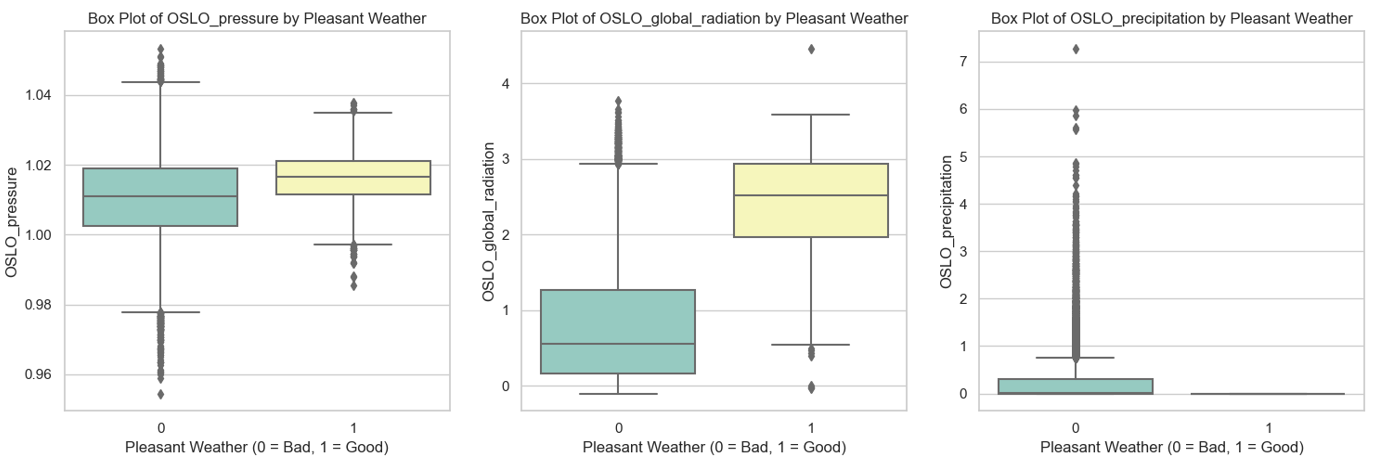 Box Plot of OSLO_pressure by Pleasant Weather
OSLO_pressure
1.04
1.02
1.00
0.98
0.96
0
1
Pleasant Weather (0 = Bad, 1 = Good)
Box Plot of OSLO_global_radiation by Pleasant Weather
OSLO_global_radiation
4
3
2
1
0
0
1
Pleasant Weather (0 = Bad, 1 = Good)
Box Plot of OSLO_precipitation by Pleasant Weather
OSLO_precipitation
7
6
5
4
3
2
1
0
0
1
Pleasant Weather (0 = Bad, 1 = Good)